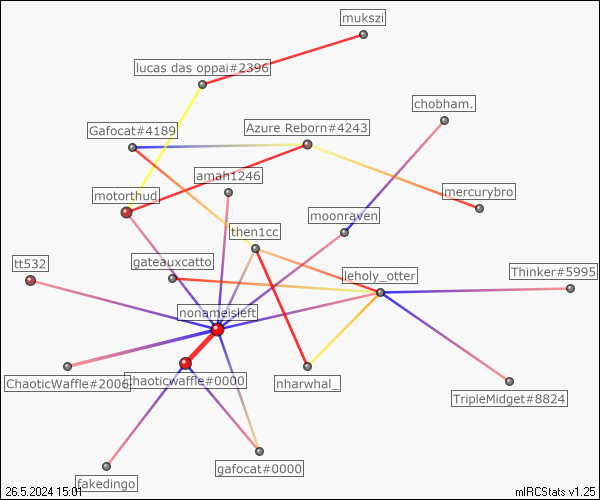 mukszi
lucas das oppai#2396
chobham.
Gafocat#4189
Azure Reborn#4243
amah1246
motorthud
mercurybro
moonraven
then1cc
tt532
gateauxcatto
leholy_otter
Thinker#5995
nonameisleft
ChaoticWaffle#2006
chaoticwaffle#0000
nharwhal_
TripleMidget#8824
gafocat#0000
fakedingo
26.5.2024 15:01
mIRCStats v1.25